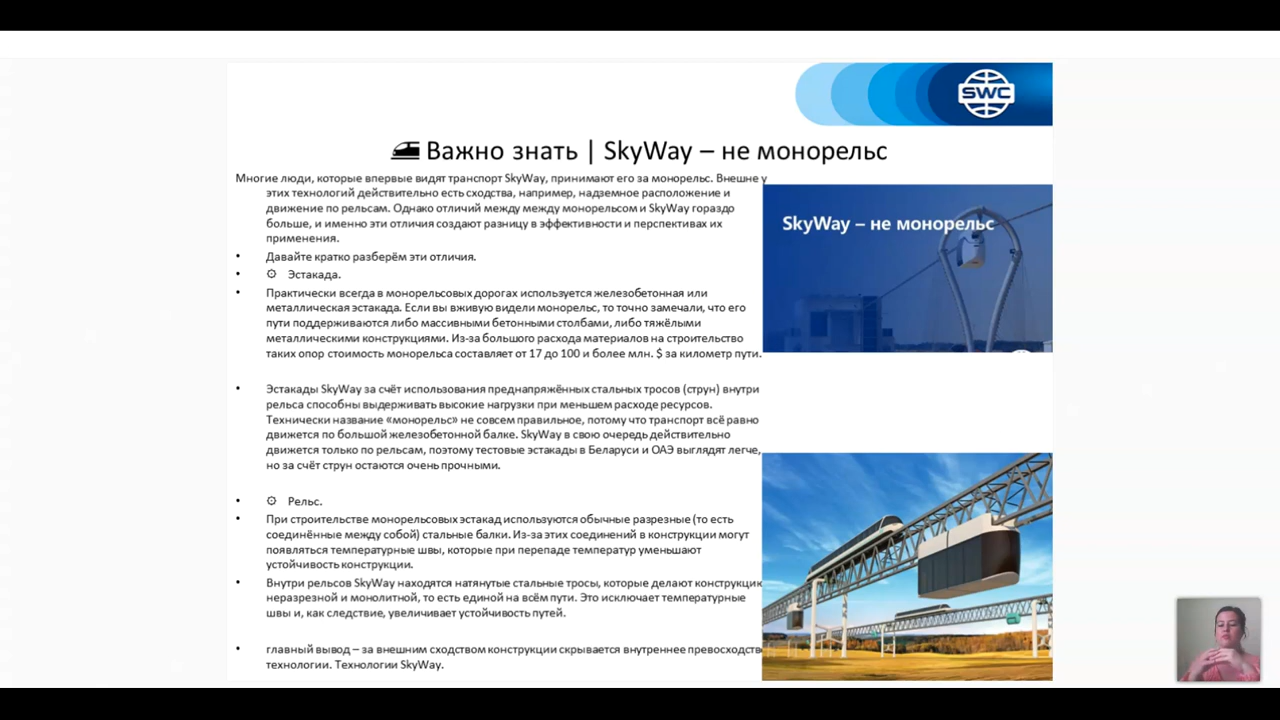 SWC
Важно знать | SkyWay – не монорельс
Многие люди, которые впервые видят транспорт SkyWay, принимают его за монорельс. Внешне у
этих технологий действительно есть сходства, например, надземное расположение и
движение по рельсам. Однако отличий между между монорельсом и SkyWay гораздо
больше, и именно эти отличия создают разницу в эффективности и перспективах их
применения.
• Давайте кратко разберём эти отличия.
• ⚙ Эстакада.
• Практически всегда в монорельсовых дорогах используется железобетонная или
металлическая эстакада. Если вы вживую видели монорельс, то точно замечали, что его
пути поддерживаются либо массивными бетонными столбами, либо тяжёлыми
металлическими конструкциями. Из-за большого расхода материалов на строительство
таких опор стоимость монорельса составляет от 17 до 100 и более млн. $ за километр пути.
• Эстакады SkyWay за счёт использования преднапряжённых стальных тросов (струн) внутри
рельса способны выдерживать высокие нагрузки при меньшем расходе ресурсов.
Технически название «монорельс» не совсем правильное, потому что транспорт всё равно
движется по большой железобетонной балке. SkyWay в свою очередь действительно
движется только по рельсам, поэтому тестовые эстакады в Беларуси и ОАЭ выглядят легче,
но за счёт струн остаются очень прочными.
• ⚙ Рельс.
• При строительстве монорельсовых эстакад используются обычные разрезные (то есть
соединённые между собой) стальные балки. Из-за этих соединений в конструкции могут
появляться температурные швы, которые при перепаде температур уменьшают
устойчивость конструкции.
• Внутри рельсов SkyWay находятся натянутые стальные тросы, которые делают конструкцию
неразрезной и монолитной, то есть единой на всём пути. Это исключает температурные
швы и, как следствие, увеличивает устойчивость путей.
• главный вывод – за внешним сходством конструкции скрывается внутреннее превосходств
технологии. Технологии SkyWay.
SkyWay – не монорельс